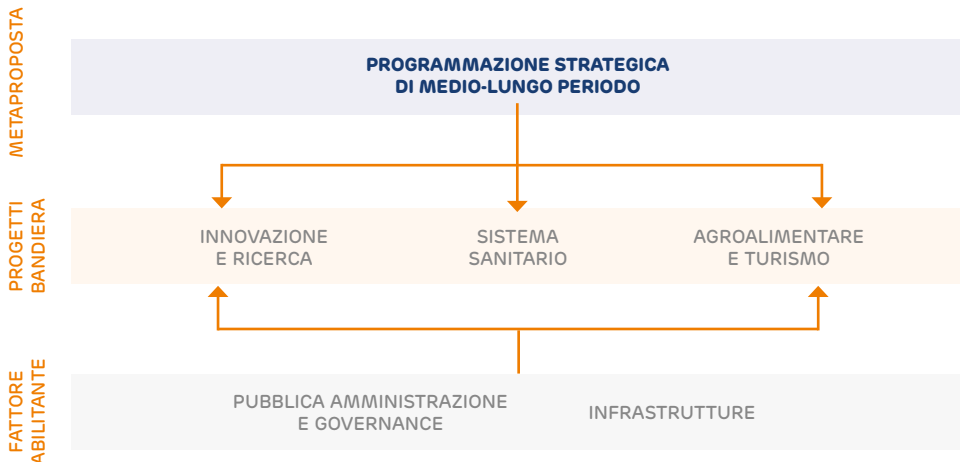 METAPROPOSTA
PROGRAMMAZIONE STRATEGICA
DI MEDIO-LUNGO PERIODO
PROGETTI
BANDIERA
INNOVAZIONE
E RICERCA
SISTEMA
SANITARIO
AGROALIMENTARE
E TURISMO
FATTORE
ABILITANTE
PUBBLICA AMMINISTRAZIONE
E GOVERNANCE
INFRASTRUTTURE